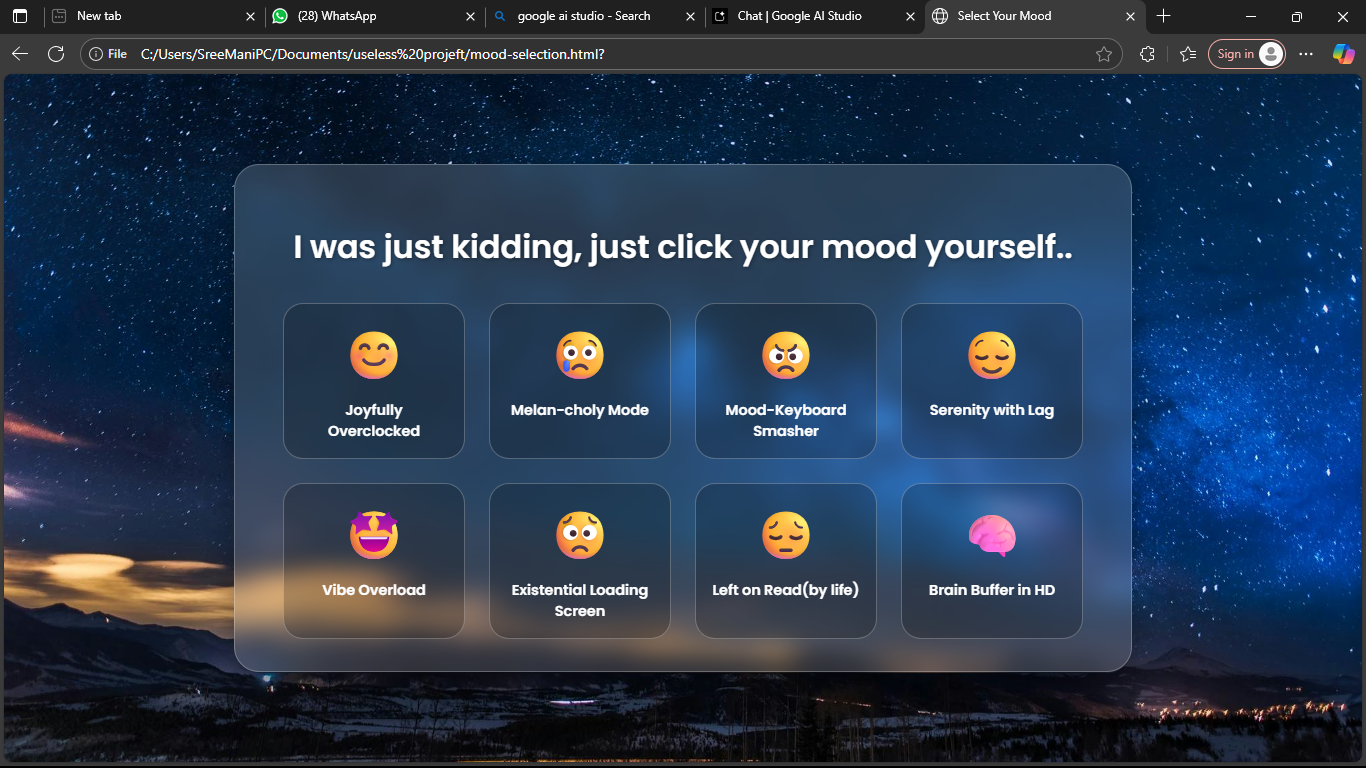 New tab
(28) WhatsApp
google ai studio - Search
Chat | Google AI Studio
Select Your Mood
File
C:/Users/SreeManiPC/Documents/useless%20projeft/mood-selection.html?
Sign in
I was just kidding, just click your mood yourself..
Joyfully
Overclocked
Melan-choly Mode
Mood-Keyboard
Smasher
Serenity with Lag
Vibe Overload
Existential Loading
Screen
Left on Read(by life)
Brain Buffer in HD